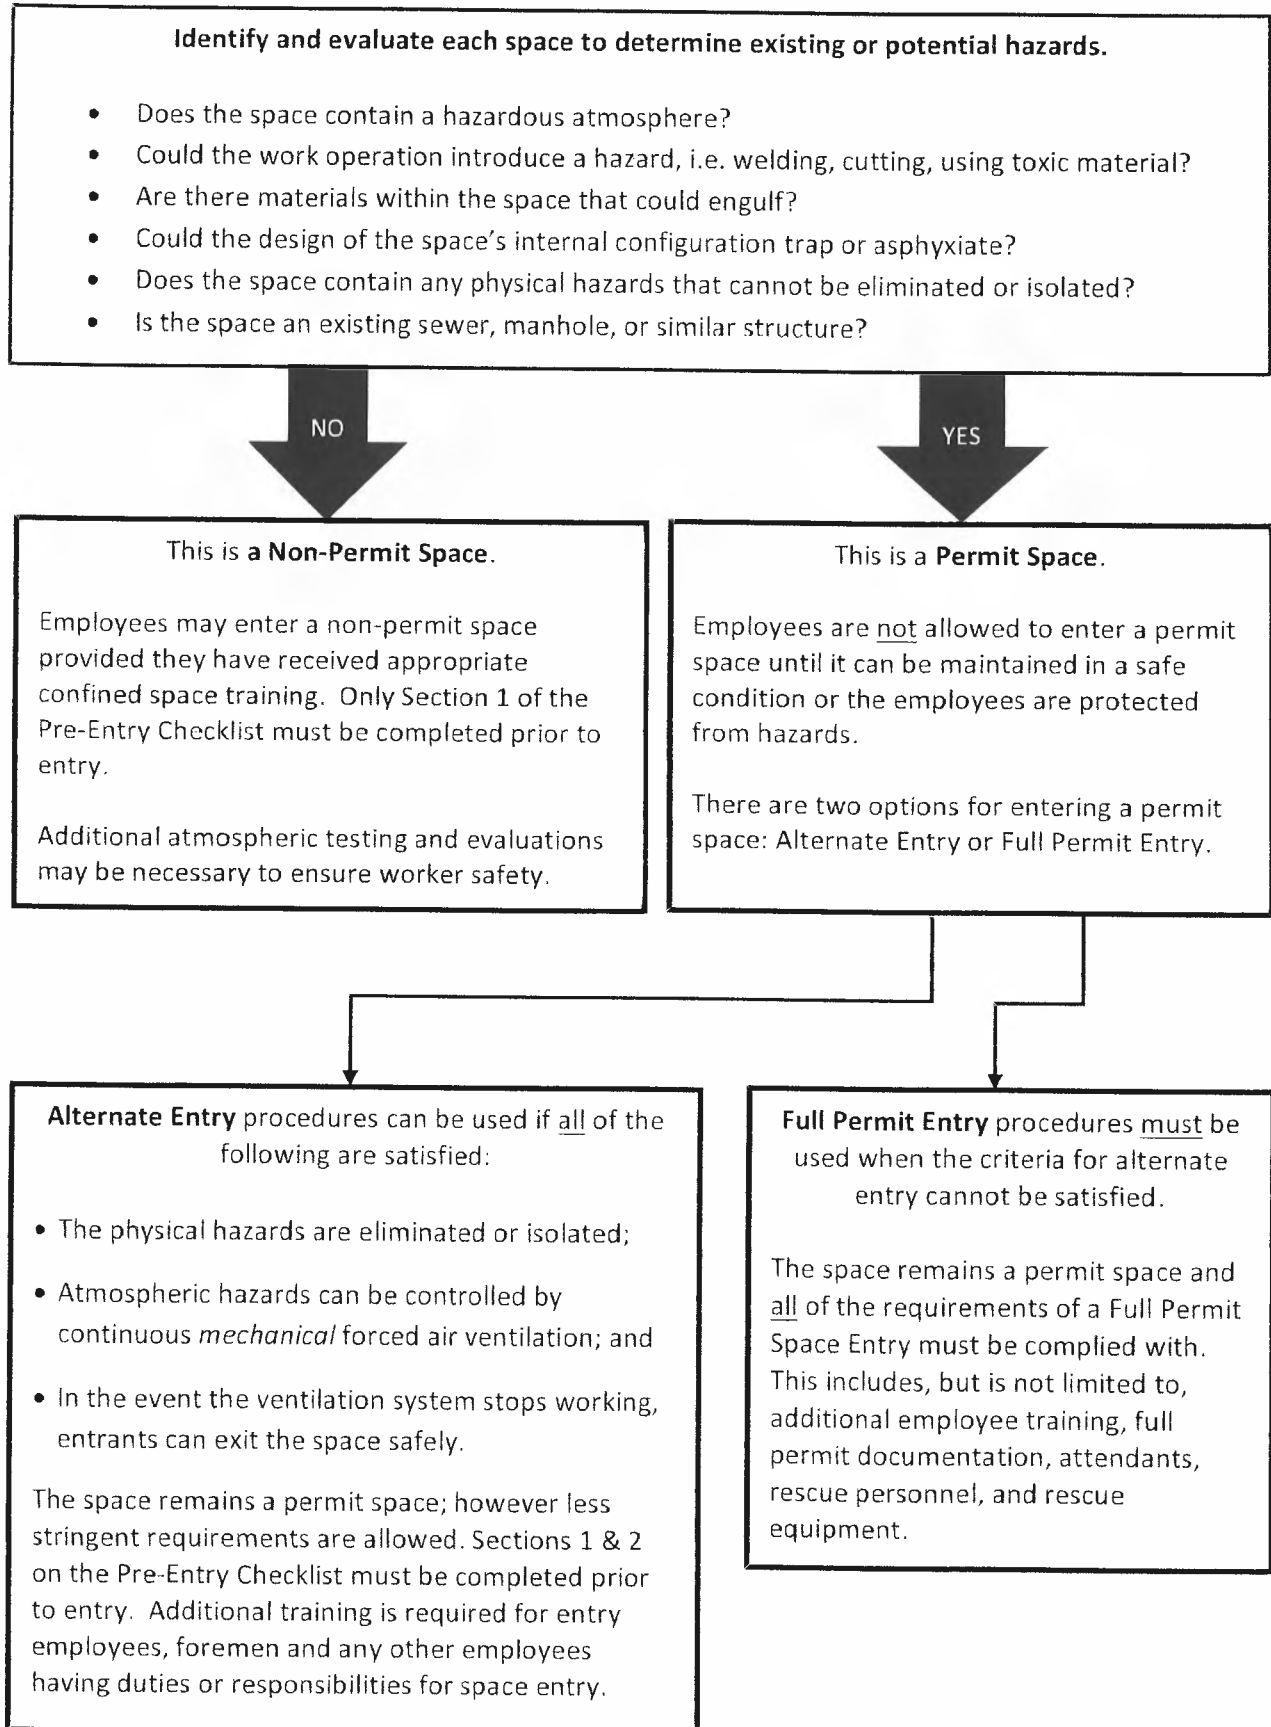 Identify and evaluate each space to determine existing or potential hazards.
• Does the space contain a hazardous atmosphere?
• Could the work operation introduce a hazard, i.e. welding, cutting, using toxic material?
• Are there materials within the space that could engulf?
• Could the design of the space's internal configuration trap or asphyxiate?
• Does the space contain any physical hazards that cannot be eliminated or isolated?
• Is the space an existing sewer, manhole, or similar structure?
NO
YES
This is a Non-Permit Space.
Employees may enter a non-permit space
provided they have received appropriate
confined space training. Only Section 1 of the
Pre-Entry Checklist must be completed prior to
entry.
Additional atmospheric testing and evaluations
may be necessary to ensure worker safety.
This is a Permit Space.
Employees are not allowed to enter a permit
space until it can be maintained in a safe
condition or the employees are protected
from hazards.
There are two options for entering a permit
space: Alternate Entry or Full Permit Entry.
Alternate Entry procedures can be used if all of the
following are satisfied:
• The physical hazards are eliminated or isolated;
• Atmospheric hazards can be controlled by
continuous mechanical forced air ventilation; and
• In the event the ventilation system stops working,
entrants can exit the space safely.
The space remains a permit space; however less
stringent requirements are allowed. Sections 1 & 2
on the Pre-Entry Checklist must be completed prior
to entry. Additional training is required for entry
employees, foremen and any other employees
having duties or responsibilities for space entry.
Full Permit Entry procedures must be
used when the criteria for alternate
entry cannot be satisfied.
The space remains a permit space and
all of the requirements of a Full Permit
Space Entry must be complied with.
This includes, but is not limited to,
additional employee training, full
permit documentation, attendants,
rescue personnel, and rescue
equipment.